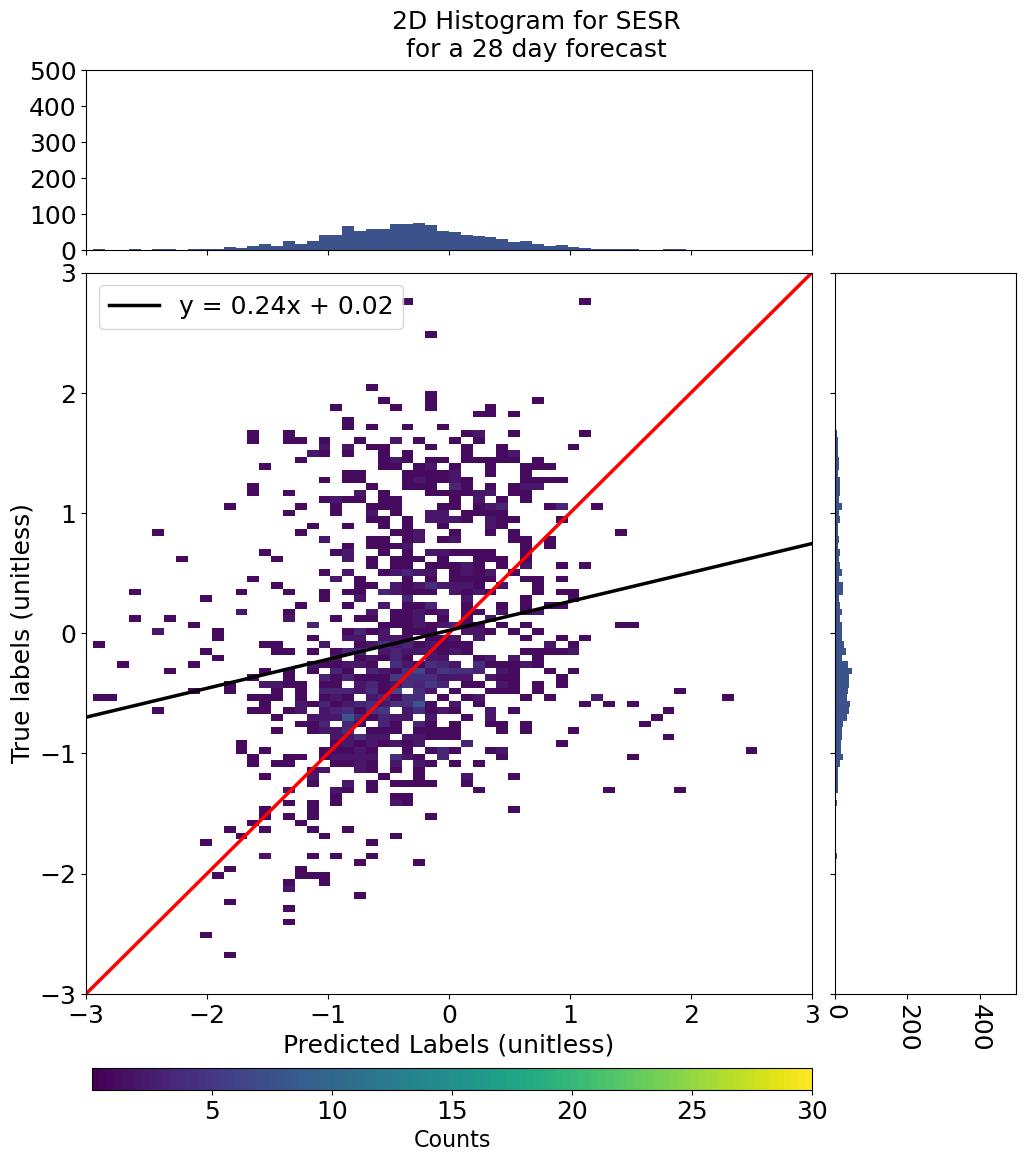 2D Histogram for SESR
for a 28 day forecast
500
400
300
200
100
0
3
2
1
0
−1
−2
−3
True labels (unitless)
y = 0.24x + 0.02
−3 −2 −1 0 1 2 3
Predicted Labels (unitless)
0 200 400
5 10 15 20 25 30
Counts